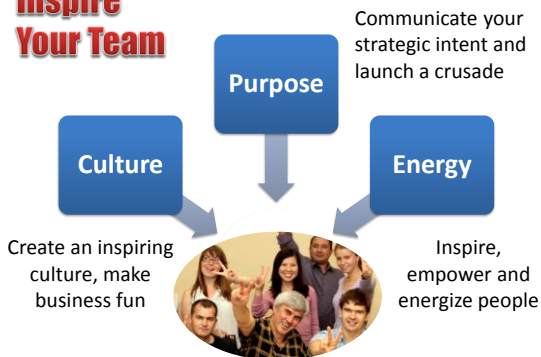 Inspire
Your Team
Communicate your
strategic intent and
launch a crusade
Purpose
Culture
Energy
Create an inspiring
culture, make
business fun
Inspire,
empower and
energize people